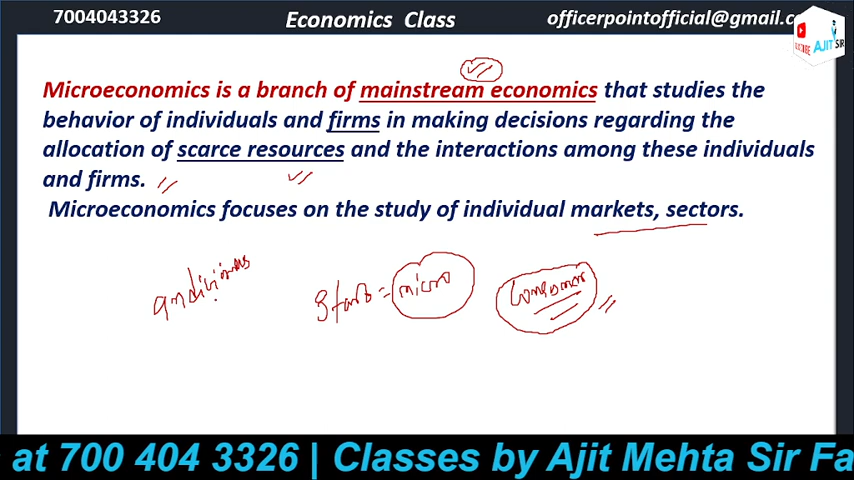 7004043326
Economics Class
officerpointofficial@gmail.c
AJIT SIR
Microeconomics is a branch of mainstream economics that studies the
behavior of individuals and firms in making decisions regarding the
allocation of scarce resources and the interactions among these individuals
and firms.
Microeconomics focuses on the study of individual markets, sectors.
micro
at 700 404 3326 | Classes by Ajit Mehta Sir Fa